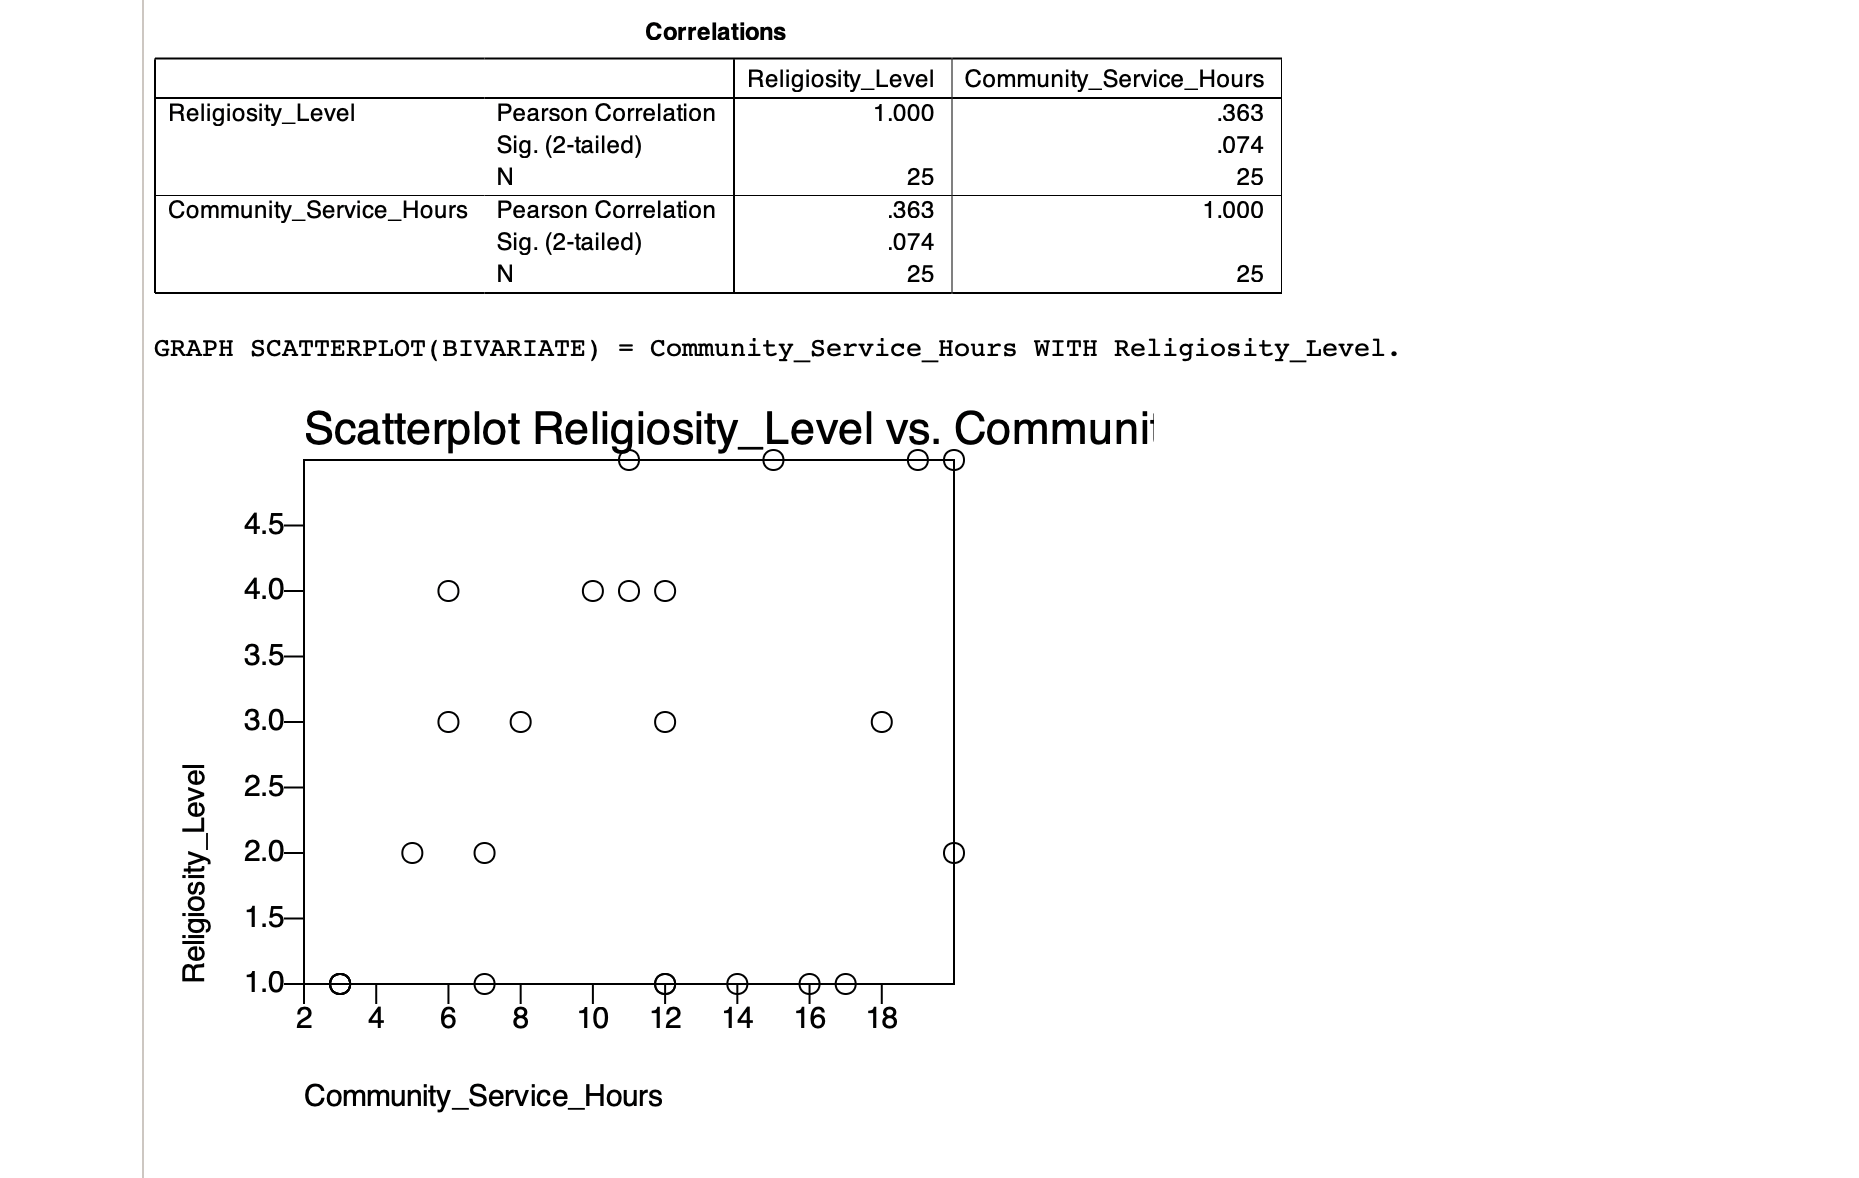 Correlations
Religiosity_Level Community_Service_Hours
Religiosity_Level Pearson Correlation 1.000 .363
Sig. (2-tailed) .074
N 25 25
Community_Service_Hours Pearson Correlation .363 1.000
Sig. (2-tailed) .074
N 25 25
GRAPH SCATTERPLOT(BIVARIATE) = Community_Service_Hours WITH Religiosity_Level.
Scatterplot Religiosity_Level vs. Communit
4.5
4.0
3.5
3.0
2.5
2.0
1.5
1.0
Religiosity_Level
2 4 6 8 10 12 14 16 18
Community_Service_Hours